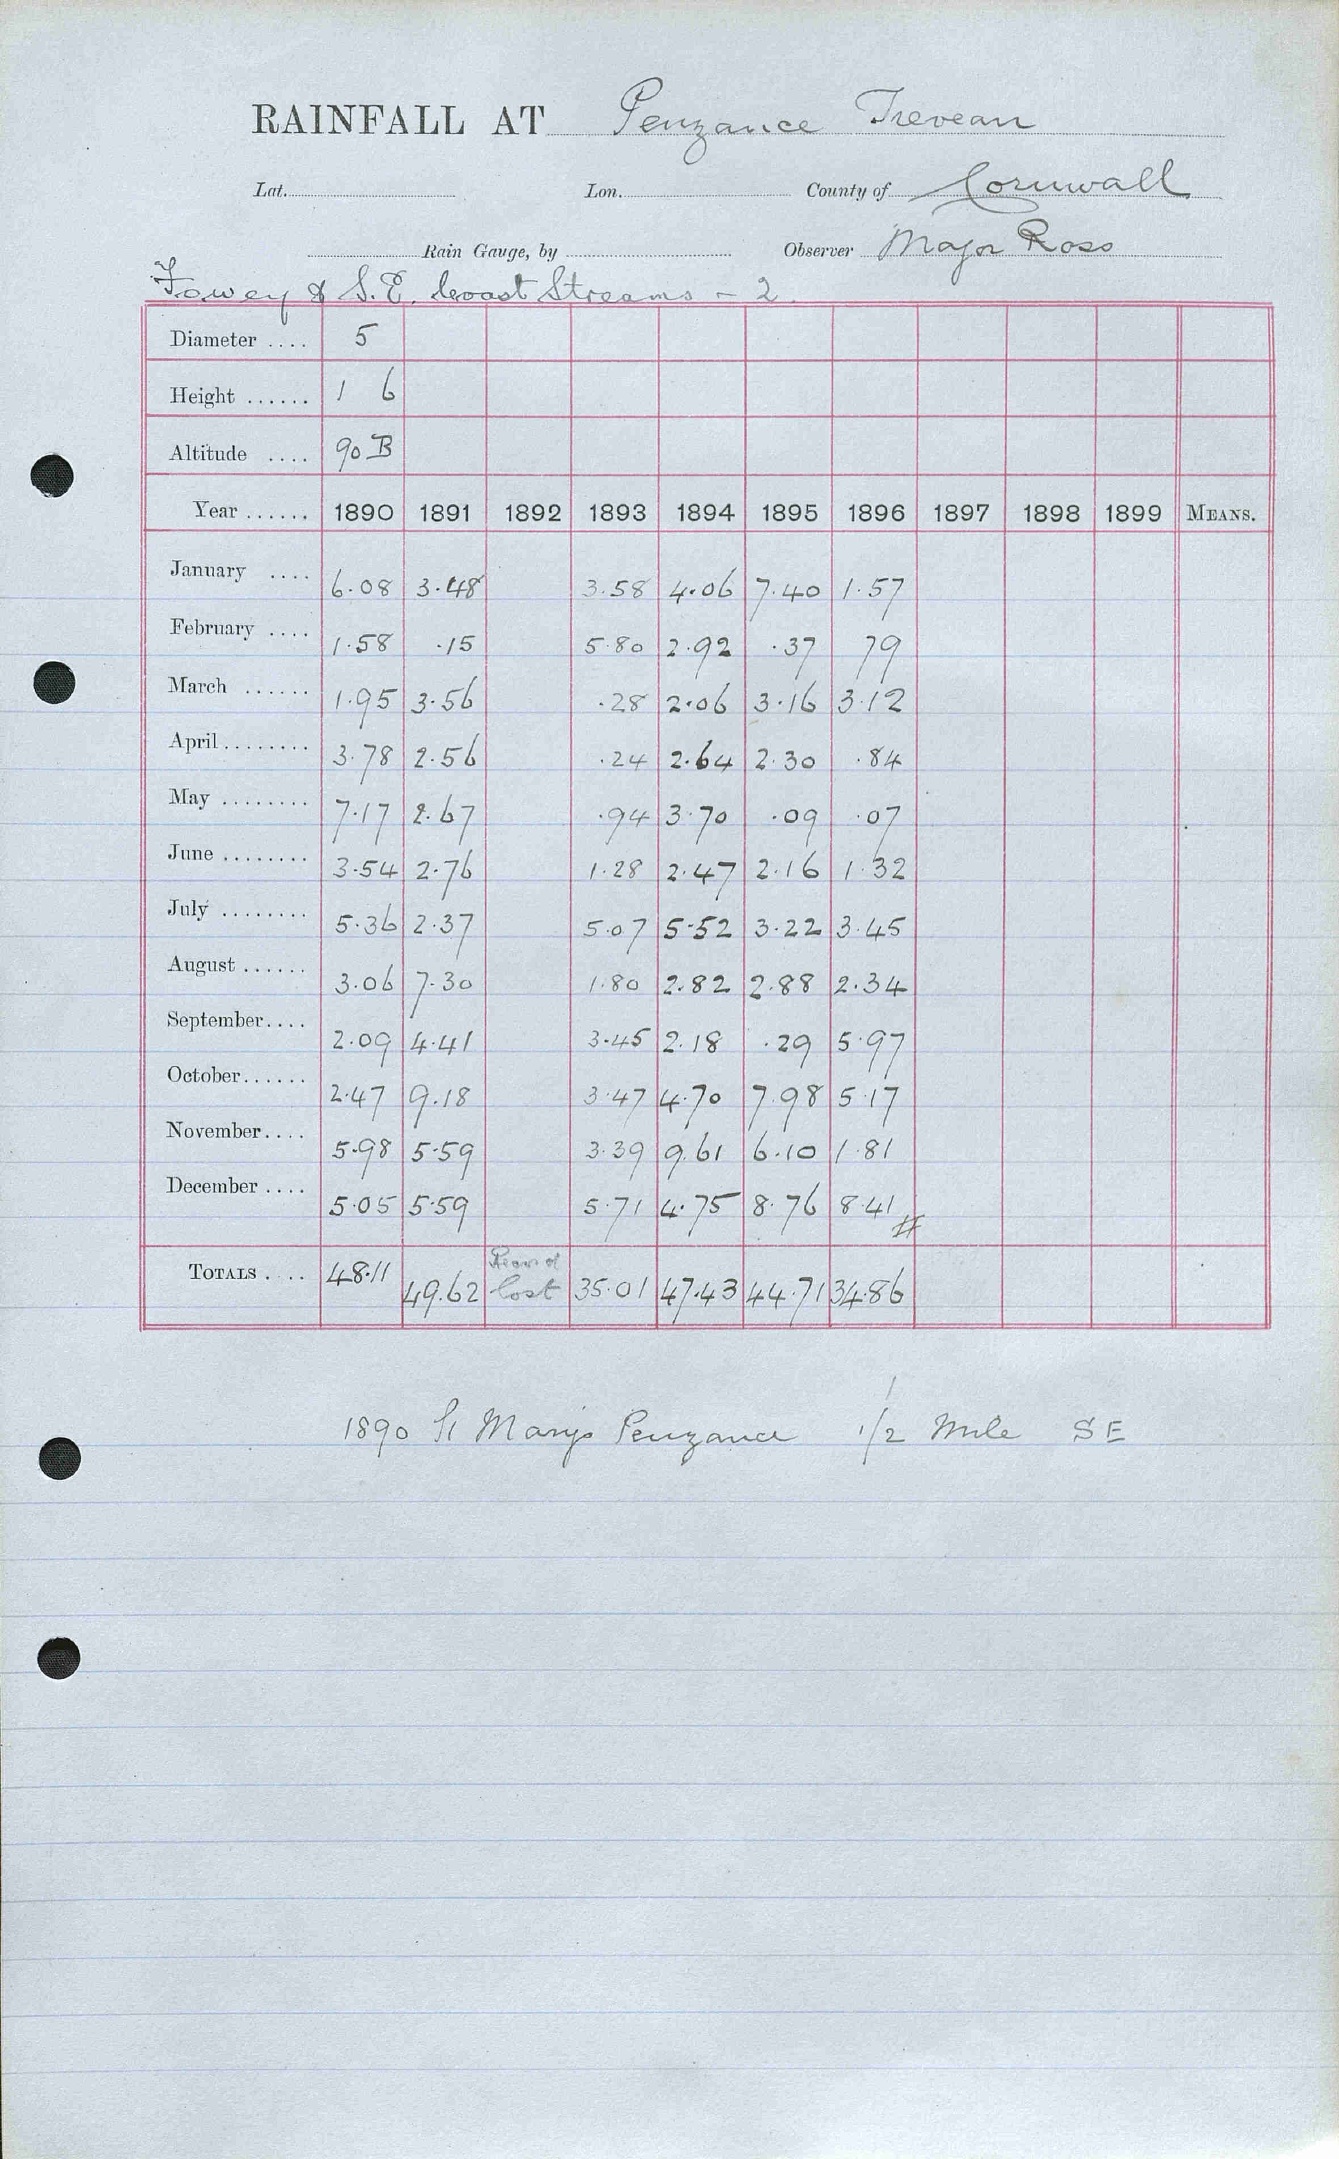 RAINFALL AT Penzance Trevean
Lat. Lon. County of Cornwall
Rain Gauge, by Observer Major Ross
Fowey & S.E. Coast Streams - 2.
Diameter .... 5
Height ...... 1 6
Altitude .... 90 B
Year ...... 1890 1891 1892 1893 1894 1895 1896 1897 1898 1899 MEANS.
January .... 6.08 3.48 3.58 4.06 7.40 1.57
February .... 1.58 .15 5.80 2.92 .37 79
March ...... 1.95 3.56 .28 2.06 3.16 3.12
April........ 3.78 2.56 .24 2.64 2.30 .84
May ........ 7.17 2.67 .94 3.70 .09 .07
June ........ 3.54 2.76 1.28 2.47 2.16 1.32
July ........ 5.36 2.37 5.07 5.52 3.22 3.45
August ...... 3.06 7.30 1.80 2.82 2.88 2.34
September.... 2.09 4.41 3.45 2.18 .29 5.97
October...... 2.47 9.18 3.47 4.70 7.98 5.17
November.... 5.98 5.59 3.39 9.61 6.10 1.81
December .... 5.05 5.59 5.71 4.75 8.76 8.41 #
TOTALS .... 48.11 49.62 Record lost 35.01 47.43 44.71 34.86
1890 St Marys Penzance 1/2 Mile SE